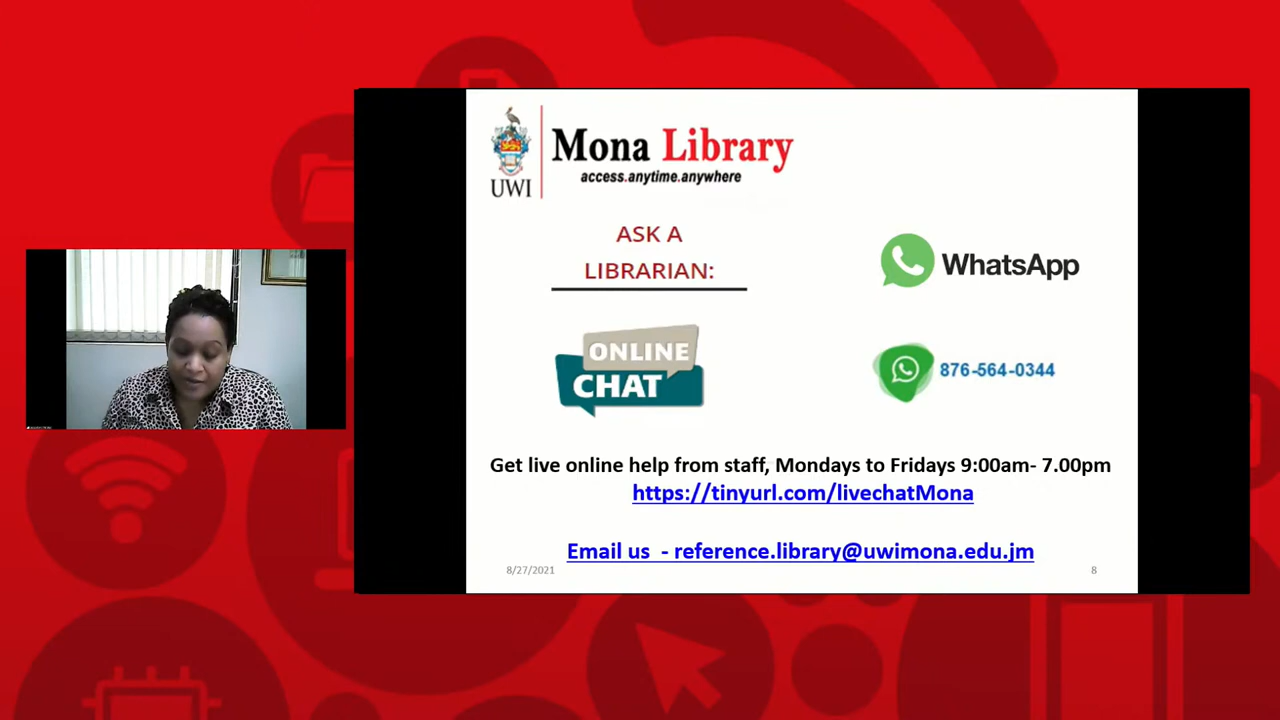 UWI
Mona Library
access.anytime.anywhere
ASK A
LIBRARIAN:
WhatsApp
ONLINE
CHAT
876-564-0344
Get live online help from staff, Mondays to Fridays 9:00am- 7.00pm
https://tinyurl.com/livechatMona
Email us - reference.library@uwimona.edu.jm
8/27/2021
8